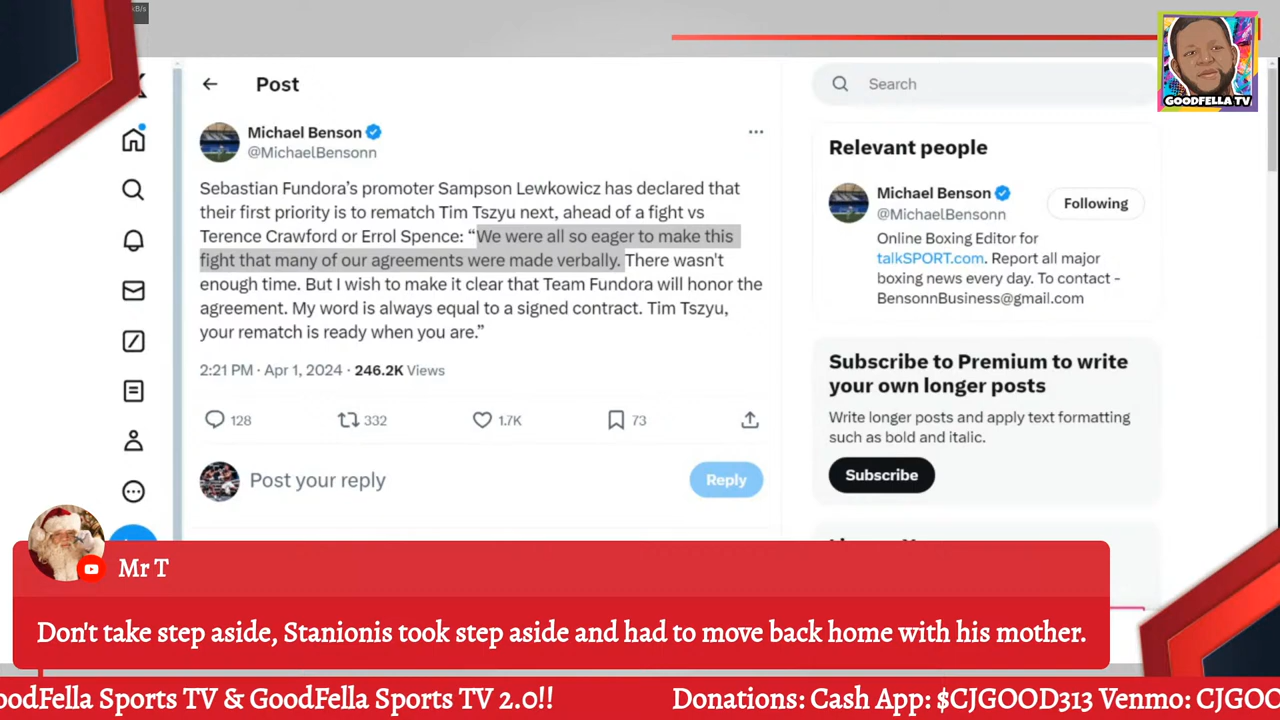 kB/s
GOODFELLA TV
Post
Search
Michael Benson
@MichaelBensonn
Sebastian Fundora's promoter Sampson Lewkowicz has declared that
their first priority is to rematch Tim Tszyu next, ahead of a fight vs
Terence Crawford or Errol Spence: “We were all so eager to make this
fight that many of our agreements were made verbally. There wasn't
enough time. But I wish to make it clear that Team Fundora will honor the
agreement. My word is always equal to a signed contract. Tim Tszyu,
your rematch is ready when you are.”
2:21 PM · Apr 1, 2024 · 246.2K Views
128 332 1.7K 73
Post your reply
Reply
Relevant people
Michael Benson
@MichaelBensonn
Following
Online Boxing Editor for
talkSPORT.com. Report all major
boxing news every day. To contact -
BensonnBusiness@gmail.com
Subscribe to Premium to write
your own longer posts
Write longer posts and apply text formatting
such as bold and italic.
Subscribe
Mr T
Don't take step aside, Stanionis took step aside and had to move back home with his mother.
oodFella Sports TV & GoodFella Sports TV 2.0!! Donations: Cash App: $CJGOOD313 Venmo: CJGOO